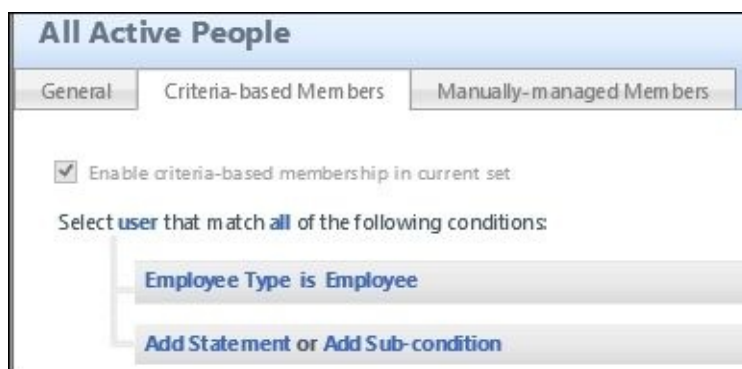 All Active People
General Criteria-based Members Manually-managed Members
Enable criteria-based membership in current set
Select user that match all of the following conditions:
Employee Type is Employee
Add Statement or Add Sub-condition